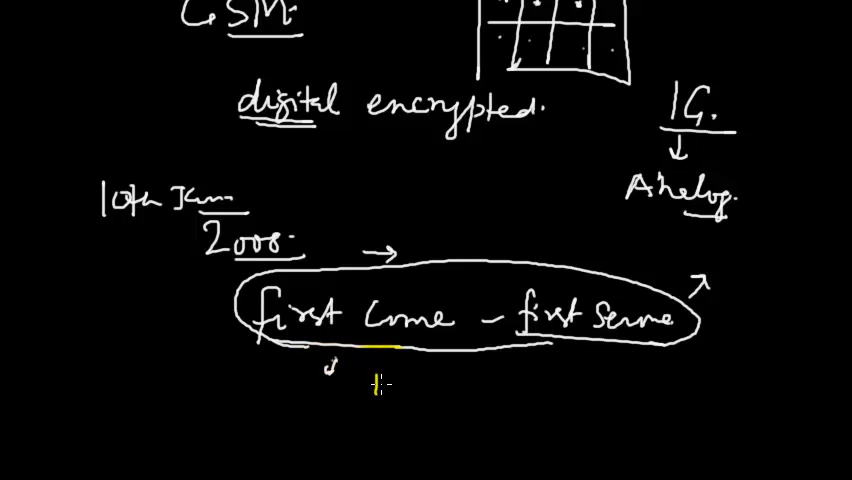 GSM.
digital encrypted.
1G.
Analog.
10th Jan
2008.
first Come - first Serve